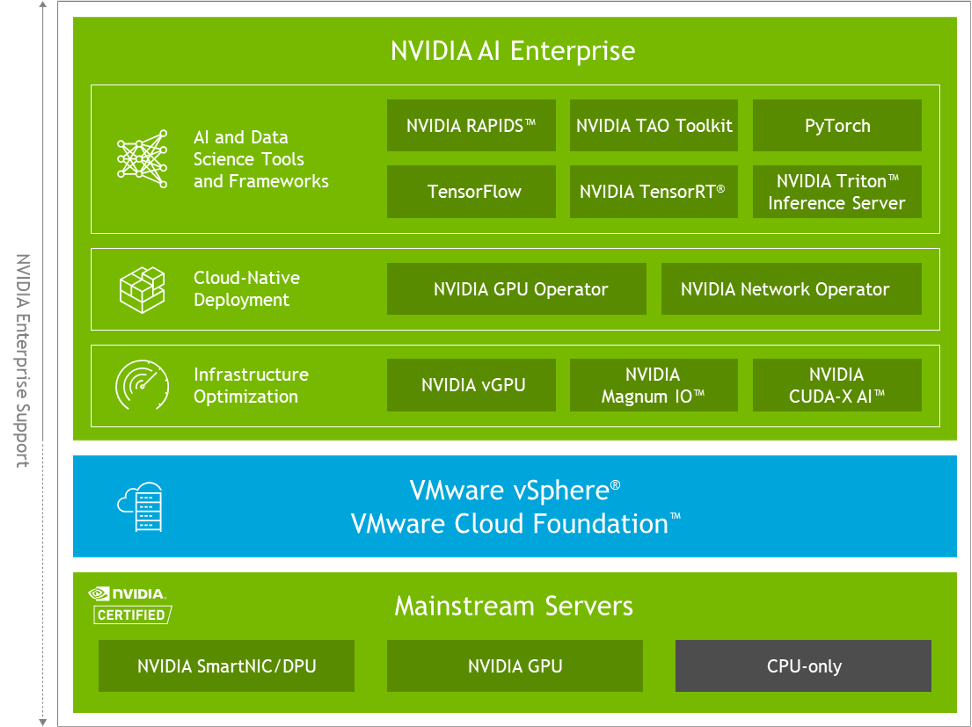 NVIDIA AI Enterprise
AI and Data
Science Tools
and Frameworks
NVIDIA RAPIDS™
NVIDIA TAO Toolkit
PyTorch
TensorFlow
NVIDIA TensorRT®
NVIDIA Triton™
Inference Server
Cloud-Native
Deployment
NVIDIA GPU Operator
NVIDIA Network Operator
Infrastructure
Optimization
NVIDIA vGPU
NVIDIA
Magnum IO™
NVIDIA
CUDA-X AI™
NVIDIA Enterprise Support
VMware vSphere®
VMware Cloud Foundation™
NVIDIA.
CERTIFIED
Mainstream Servers
NVIDIA SmartNIC/DPU
NVIDIA GPU
CPU-only